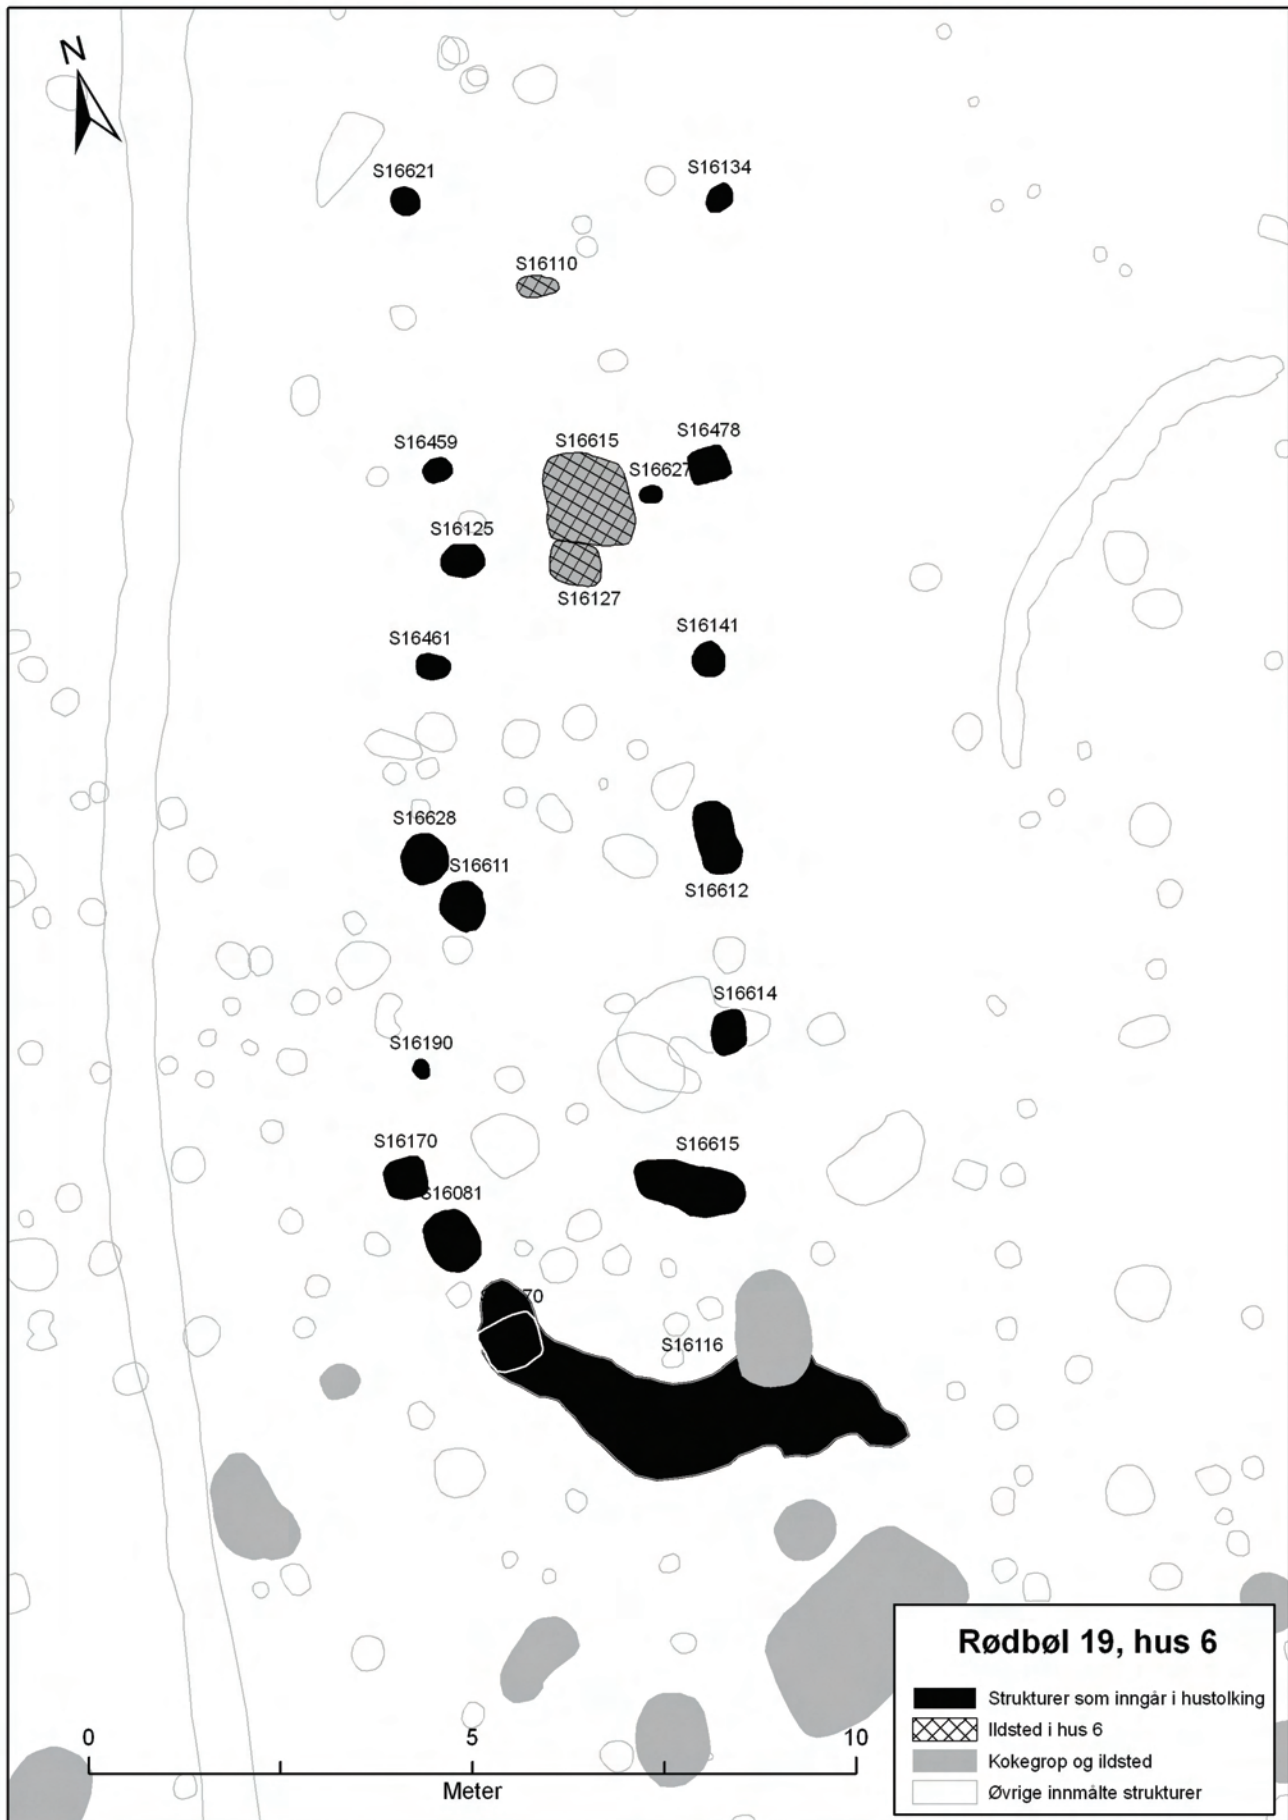 N
S16621
S16134
S16110
S16459
S16615
S16478
S16627
S16125
S16127
S16461
S16141
S16628
S16611
S16612
S16614
S16190
S16170
S16615
S16081
70
S16116
Rødbøl 19, hus 6
Strukturer som inngår i hustolking
Ildsted i hus 6
Kokegrop og ildsted
Øvrige innmålte strukturer
0 5 10
Meter